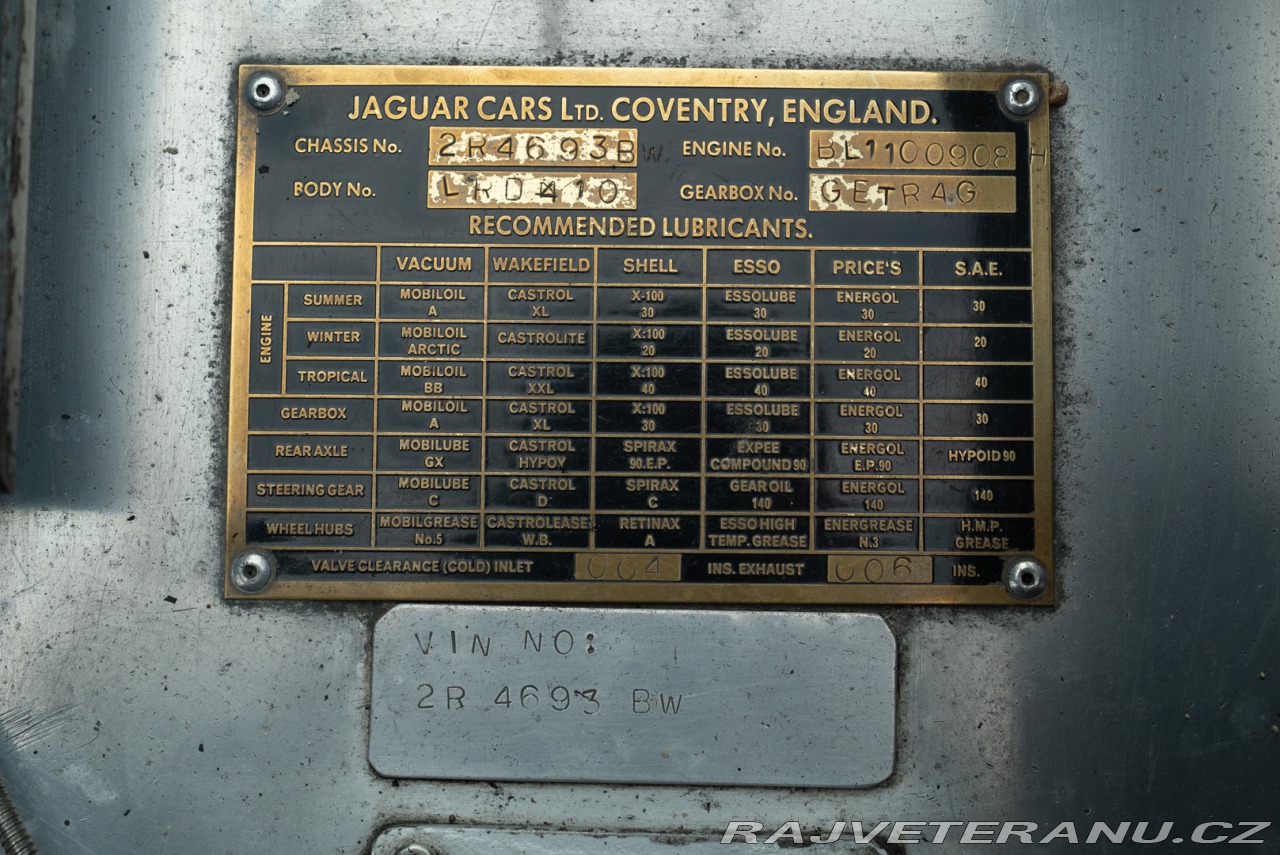 JAGUAR CARS LTD. COVENTRY, ENGLAND.
CHASSIS No. 2R4693BW ENGINE No. BL1100908H
BODY No. LRD410 GEARBOX No. GETRAG
RECOMMENDED LUBRICANTS.
VACUUM WAKEFIELD SHELL ESSO PRICE'S S.A.E.
ENGINE
SUMMER MOBILOIL A CASTROL XL X-100 30 ESSOLUBE 30 ENERGOL 30 30
WINTER MOBILOIL ARCTIC CASTROLITE X:100 20 ESSOLUBE 20 ENERGOL 20 20
TROPICAL MOBILOIL BB CASTROL XXL X:100 40 ESSOLUBE 40 ENERGOL 40 40
GEARBOX MOBILOIL A CASTROL XL X:100 30 ESSOLUBE 30 ENERGOL 30 30
REAR AXLE MOBILUBE GX CASTROL HYPOY SPIRAX 90.E.P. EXPEE COMPOUND 90 ENERGOL E.P.90 HYPOID 90
STEERING GEAR MOBILUBE C CASTROL D SPIRAX C GEAR OIL 140 ENERGOL 140 140
WHEEL HUBS MOBILGREASE No.5 CASTROLEASE W.B. RETINAX A ESSO HIGH TEMP. GREASE ENERGREASE N.3 H.M.P. GREASE
VALVE CLEARANCE (COLD) INLET 004 INS. EXHAUST 006 INS.
VIN NO:
2R 4693 BW
RAJVETERANU.CZ